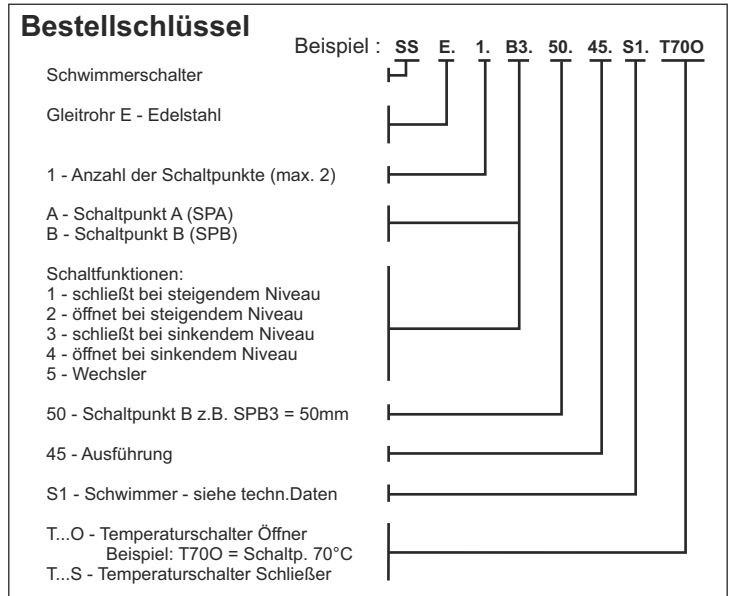 Bestellschlüssel
Beispiel : SS E. 1. B3. 50. 45. S1. T70O
Schwimmerschalter
Gleitrohr E - Edelstahl
1 - Anzahl der Schaltpunkte (max. 2)
A - Schaltpunkt A (SPA)
B - Schaltpunkt B (SPB)
Schaltfunktionen:
1 - schließt bei steigendem Niveau
2 - öffnet bei steigendem Niveau
3 - schließt bei sinkendem Niveau
4 - öffnet bei sinkendem Niveau
5 - Wechsler
50 - Schaltpunkt B z.B. SPB3 = 50mm
45 - Ausführung
S1 - Schwimmer - siehe techn.Daten
T...O - Temperaturschalter Öffner
Beispiel: T70O = Schaltp. 70°C
T...S - Temperaturschalter Schließer